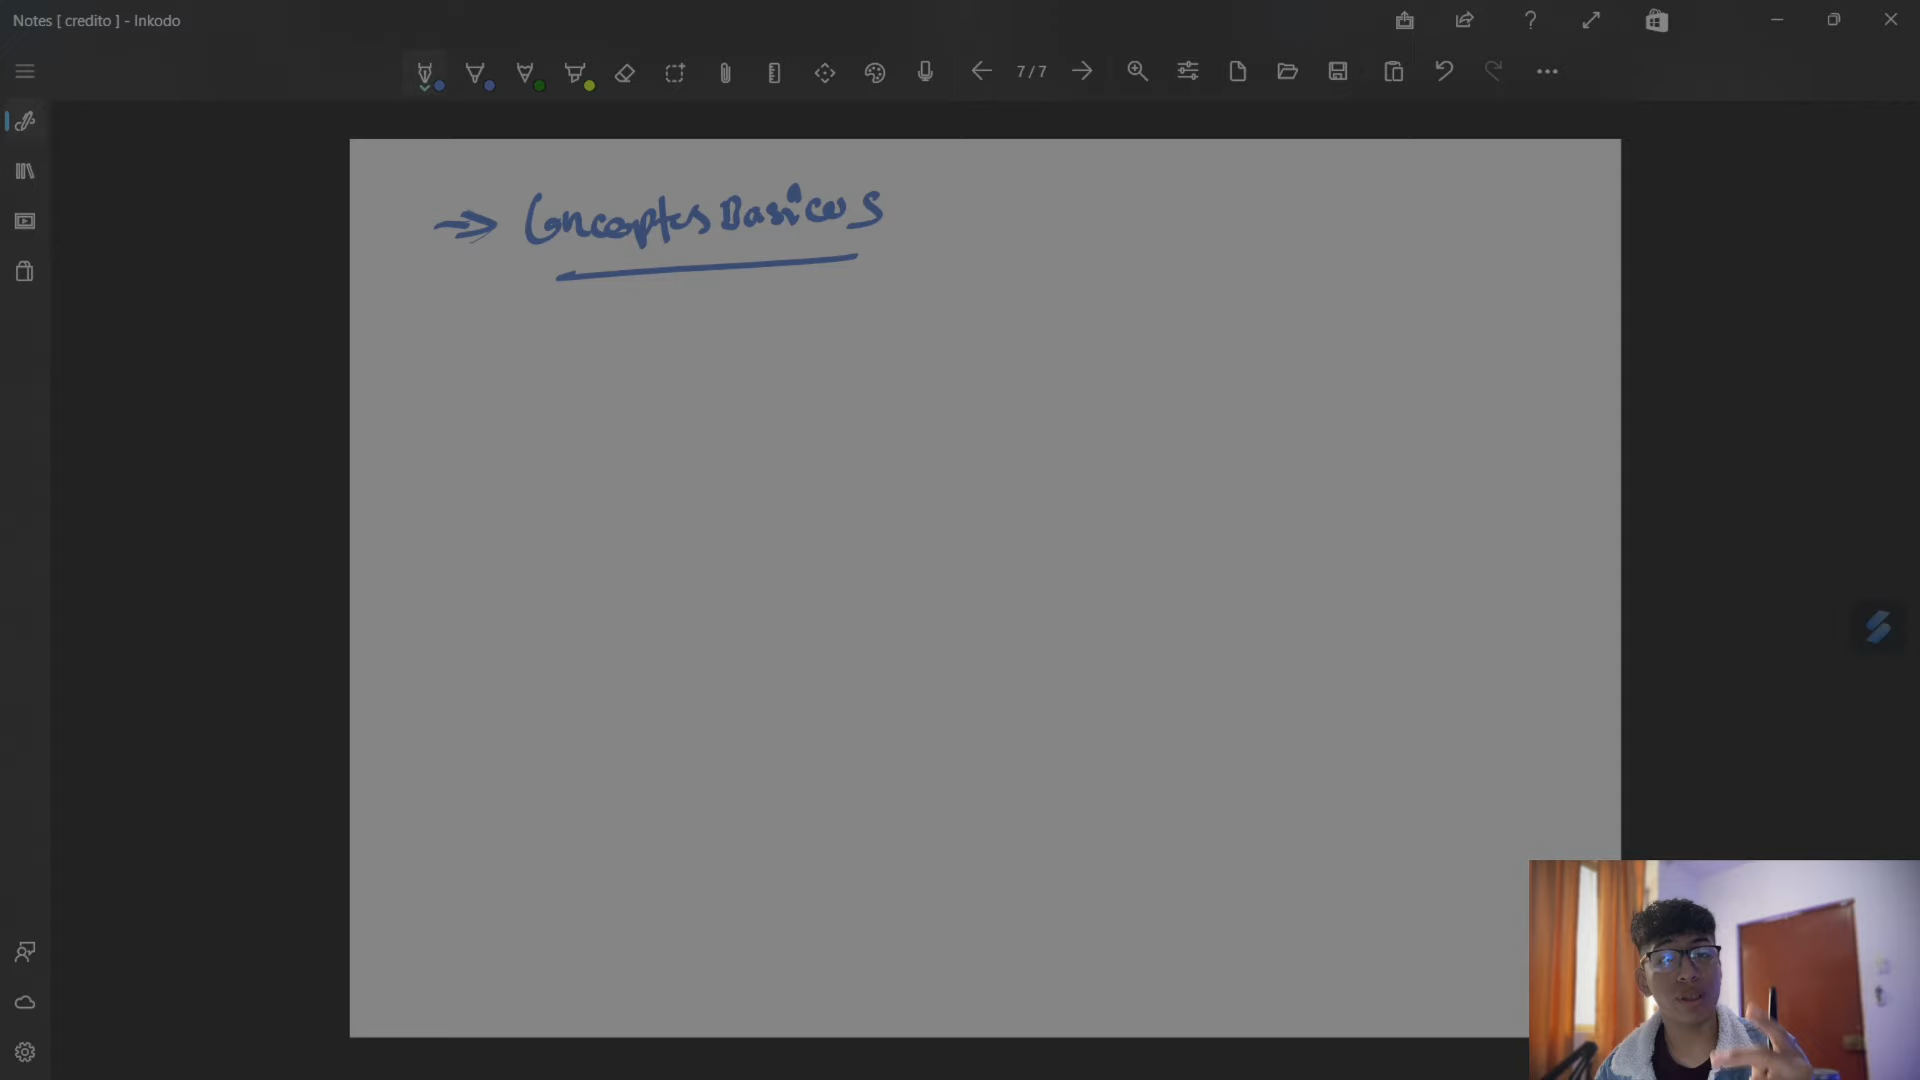 Notes [ credito ] - Inkodo
7 / 7
→ Conceptos Basicos